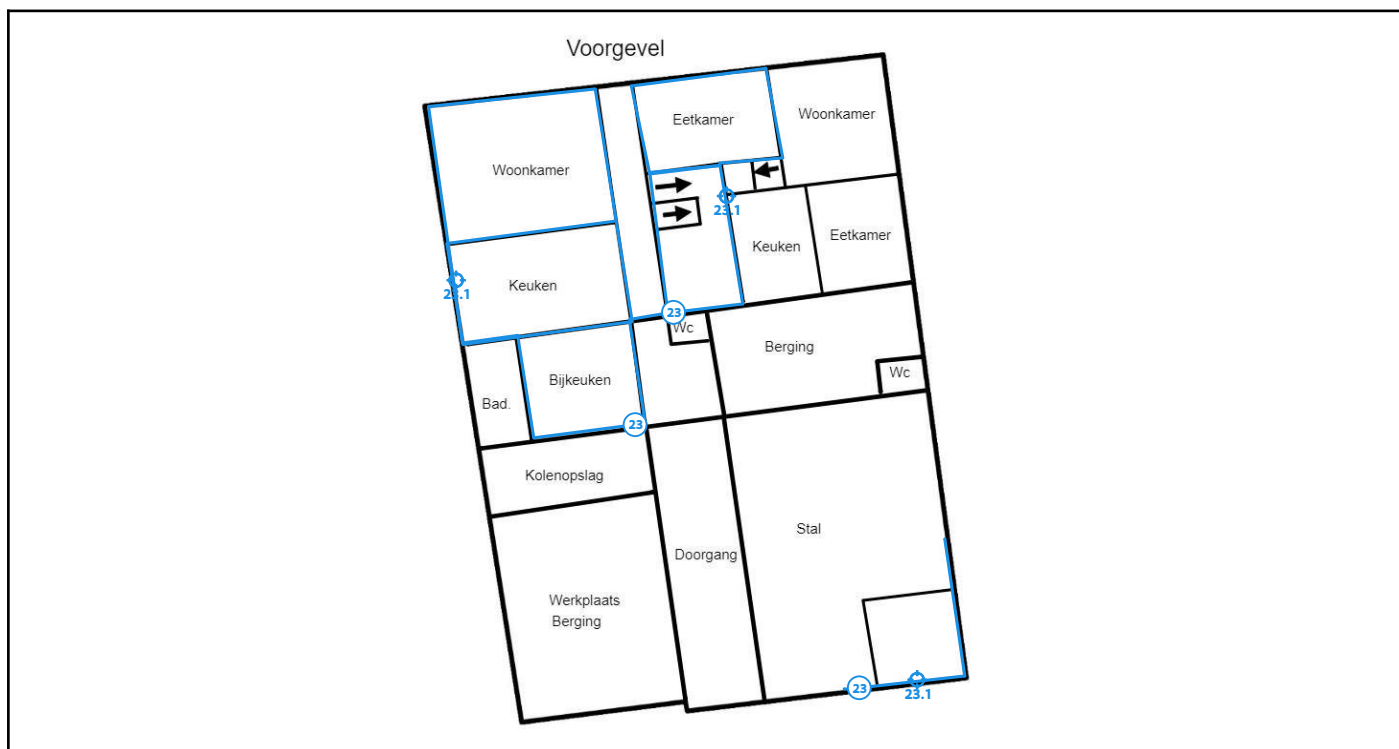 Voorgevel
Eetkamer
Woonkamer
Woonkamer
23.1
Keuken
Eetkamer
Keuken
23.1
23
Wc
Berging
Wc
Bijkeuken
Bad.
23
Kolenopslag
Stal
Doorgang
Werkplaats
Berging
23
23.1